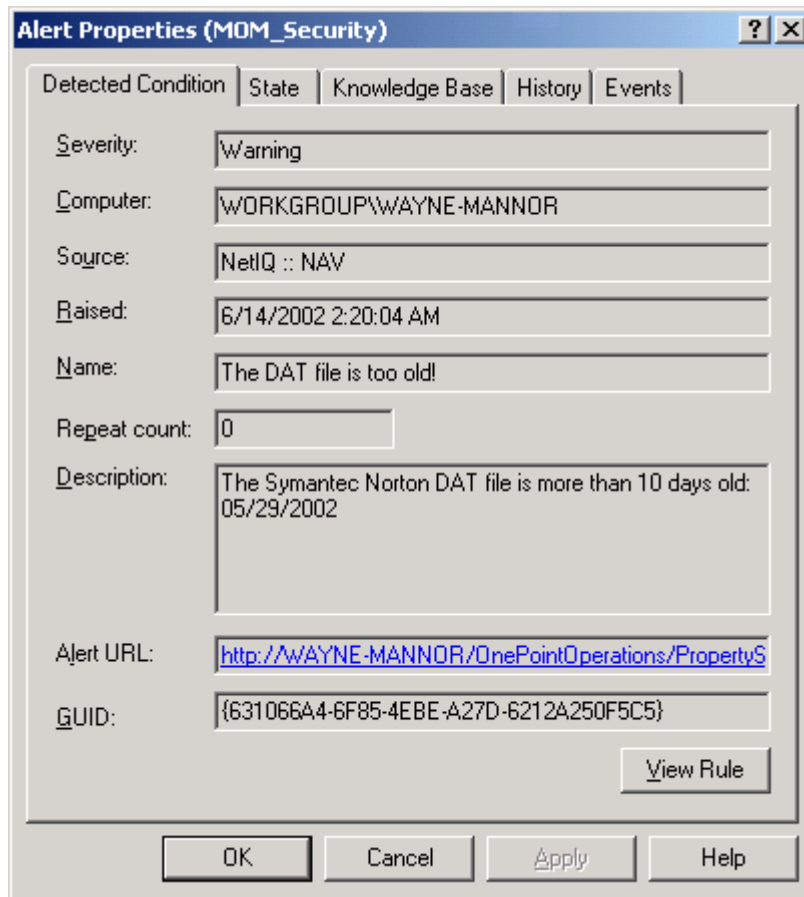 Alert Properties (MOM_Security)
Detected Condition State Knowledge Base History Events
Severity: Warning
Computer: WORKGROUP\WAYNE-MANNOR
Source: NetIQ :: NAV
Raised: 6/14/2002 2:20:04 AM
Name: The DAT file is too old!
Repeat count: 0
Description: The Symantec Norton DAT file is more than 10 days old:
05/29/2002
Alert URL: http://WAYNE-MANNOR/OnePointOperations/PropertyS
GUID: {631066A4-6F85-4EBE-A27D-6212A250F5C5}
View Rule
OK Cancel Apply Help